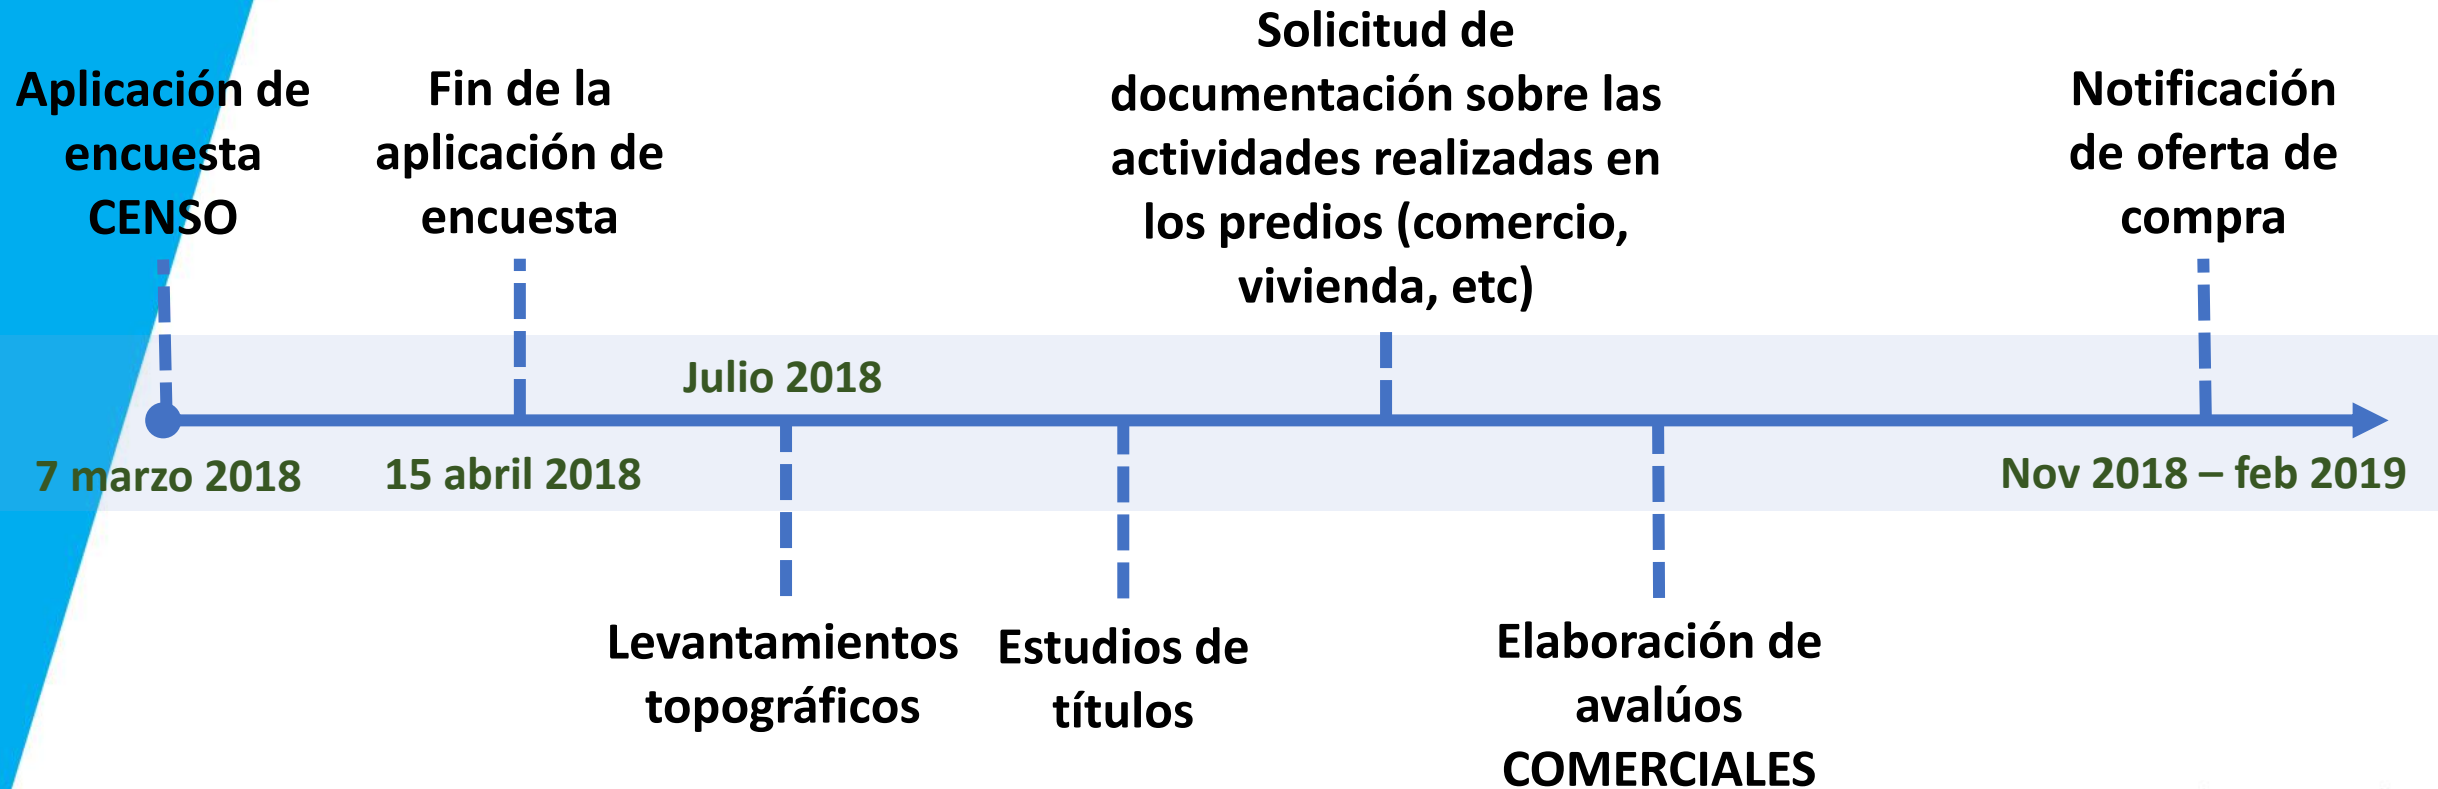 Aplicación de
encuesta
CENSO
7 marzo 2018
Fin de la
aplicación de
encuesta
15 abril 2018
Julio 2018
Levantamientos
topográficos
Estudios de
títulos
Solicitud de
documentación sobre las
actividades realizadas en
los predios (comercio,
vivienda, etc)
Elaboración de
avalúos
COMERCIALES
Notificación
de oferta de
compra
Nov 2018 – feb 2019